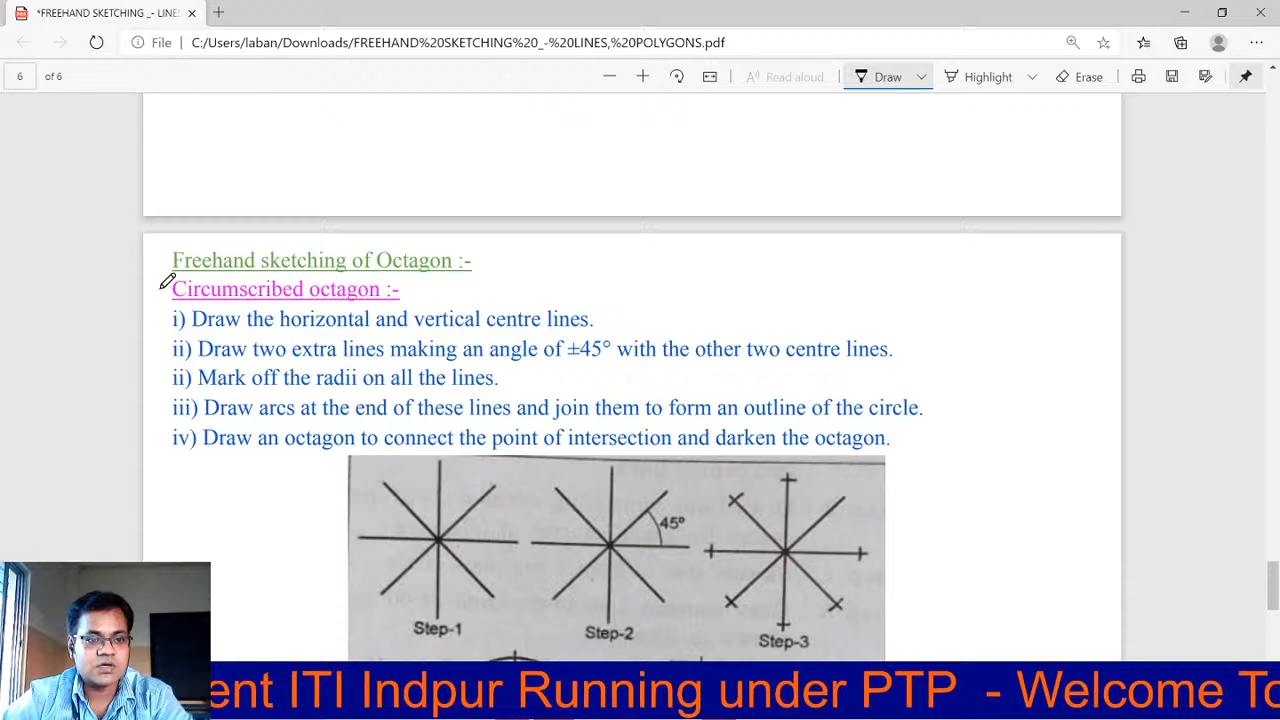 *FREEHAND SKETCHING _- LINE
File C:/Users/laban/Downloads/FREEHAND%20SKETCHING%20_-%20LINES,%20POLYGONS.pdf
6 of 6
Read aloud
Draw
Highlight
Erase
Freehand sketching of Octagon :-
Circumscribed octagon :-
i) Draw the horizontal and vertical centre lines.
ii) Draw two extra lines making an angle of ±45° with the other two centre lines.
ii) Mark off the radii on all the lines.
iii) Draw arcs at the end of these lines and join them to form an outline of the circle.
iv) Draw an octagon to connect the point of intersection and darken the octagon.
45°
Step-1
Step-2
Step-3
ent ITI Indpur Running under PTP - Welcome To